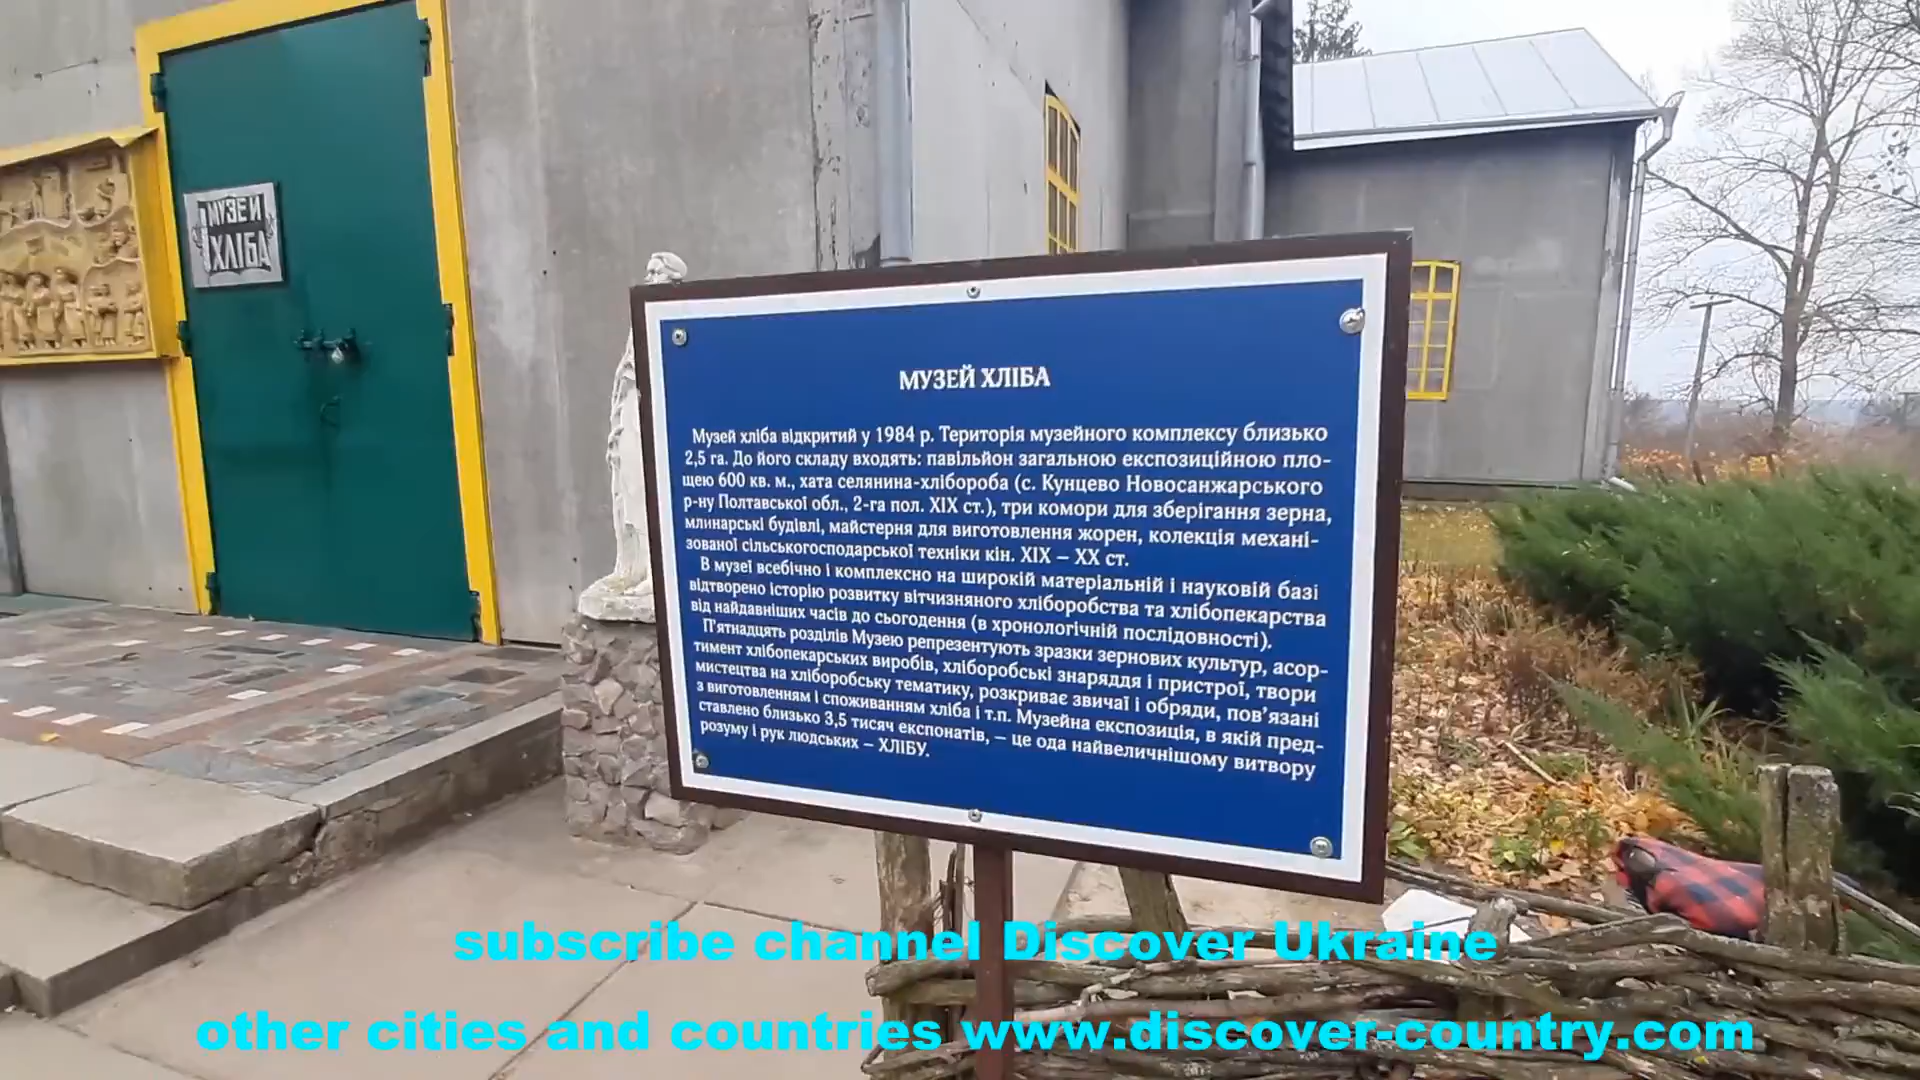 МУЗЕЙ
ХЛІБА
МУЗЕЙ ХЛІБА
Музей хліба відкритий у 1984 р. Територія музейного комплексу близько
2,5 га. До його складу входять: павільйон загальною експозиційною пло-
щею 600 кв. м., хата селянина-хлібороба (с. Кунцево Новосанжарського
р-ну Полтавської обл., 2-га пол. XIX ст.), три комори для зберігання зерна,
млинарські будівлі, майстерня для виготовлення жорен, колекція механі-
зованої сільськогосподарської техніки кін. XIX – XX ст.
В музеї всебічно і комплексно на широкій матеріальній і науковій базі
відтворено історію розвитку вітчизняного хліборобства та хлібопекарства
від найдавніших часів до сьогодення (в хронологічній послідовності).
П'ятнадцять розділів Музею репрезентують зразки зернових культур, асор-
тимент хлібопекарських виробів, хліборобські знаряддя і пристрої, твори
мистецтва на хліборобську тематику, розкриває звичаї і обряди, пов'язані
з виготовленням і споживанням хліба і т.п. Музейна експозиція, в якій пред-
ставлено близько 3,5 тисяч експонатів, – це ода найвеличнішому витвору
розуму і рук людських – ХЛІБУ.
subscribe channel Discover Ukraine
other cities and countries www.discover-country.com